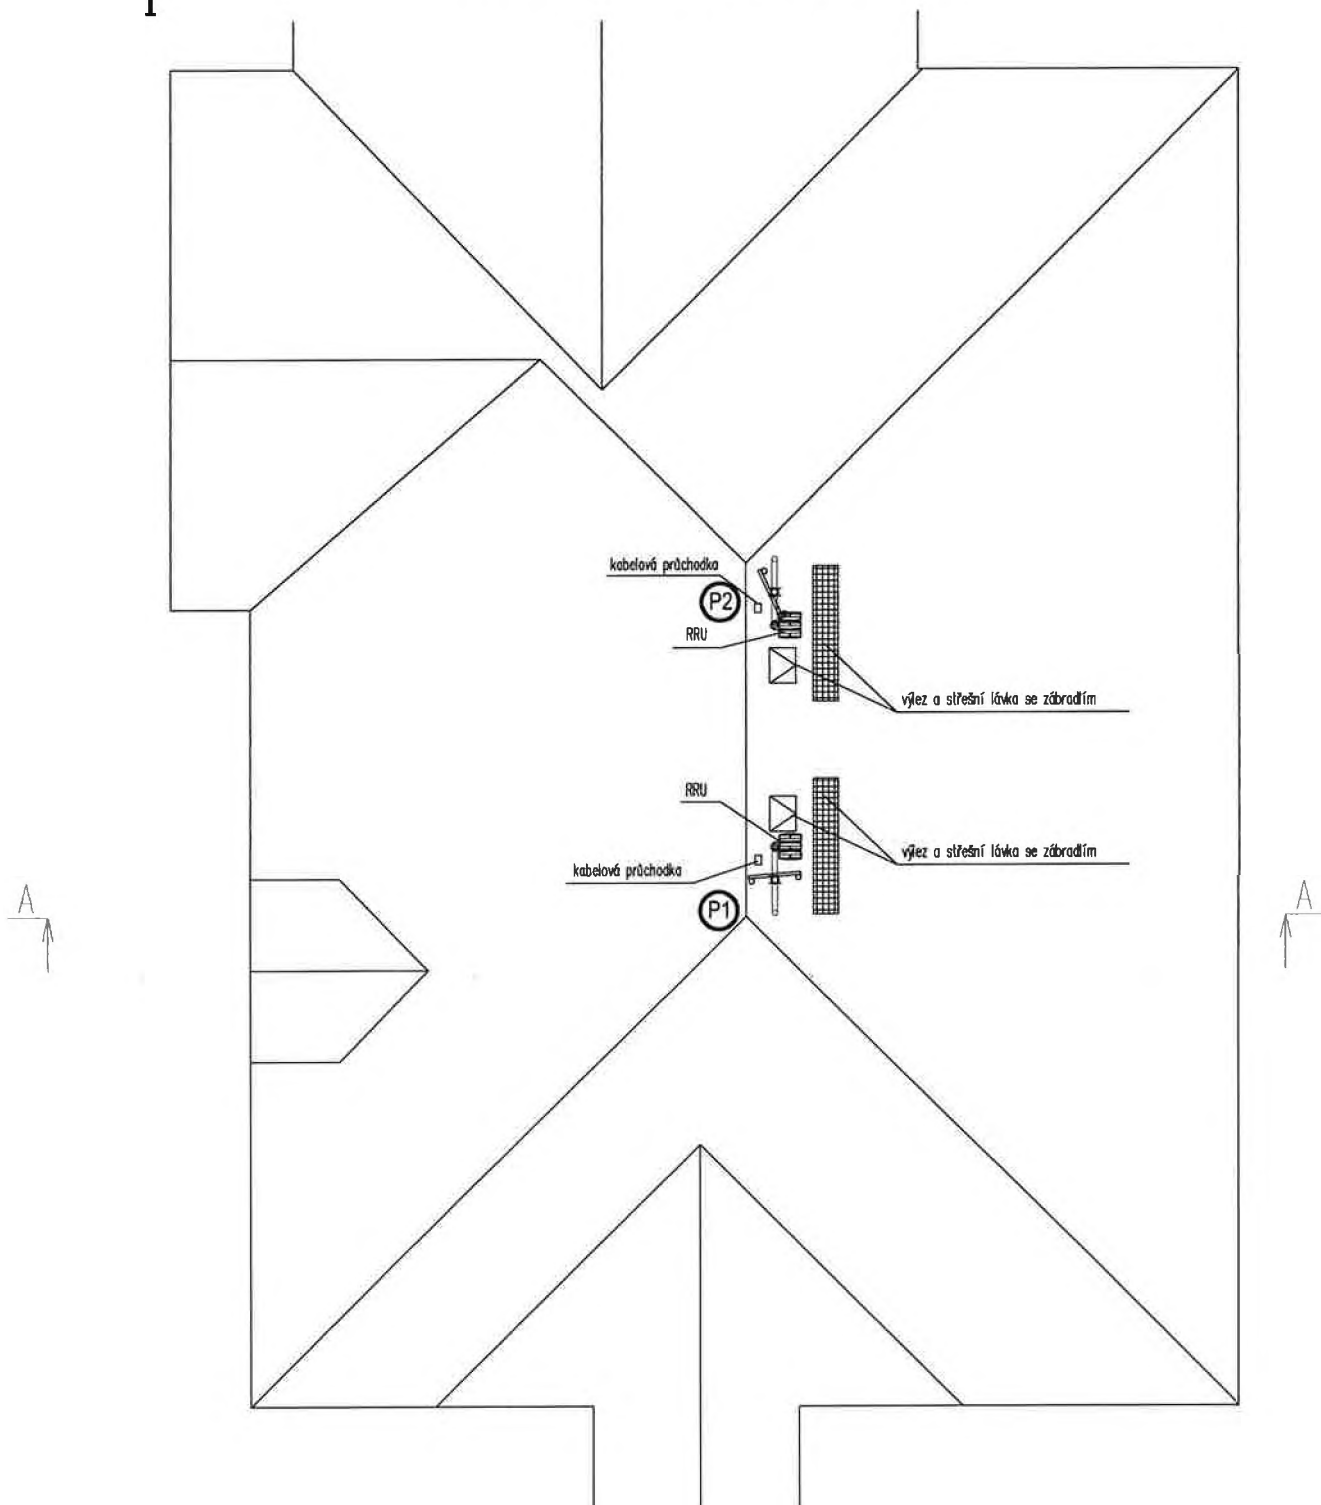 kabelová průchodka
P2
RRU
výlez a střešní lávka se zábradlím
RRU
výlez a střešní lávka se zábradlím
kabelová průchodka
A
A
P1